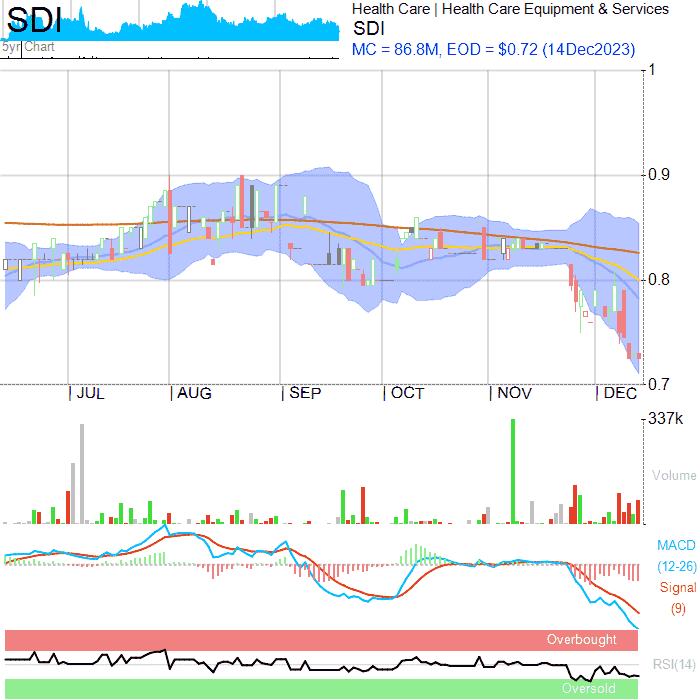 SDI
5yr Chart
Health Care | Health Care Equipment & Services
SDI
MC = 86.8M, EOD = $0.72 (14Dec2023)
1
0.9
0.8
0.7
JUL AUG SEP OCT NOV DEC
337k
Volume
0
MACD
(12-26)
Signal
(9)
Overbought
RSI(14)
Oversold